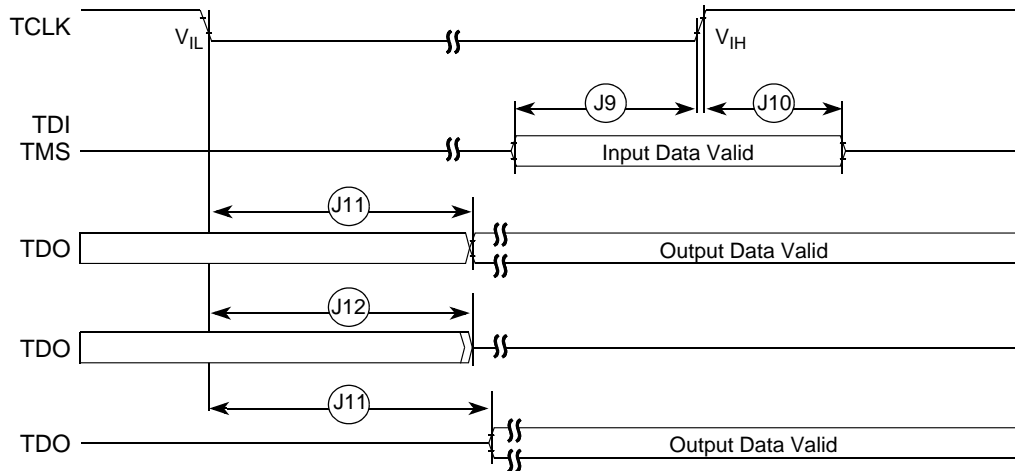 TCLK
V_IL
V_IH
J9
J10
TDI
TMS
Input Data Valid
J11
TDO
Output Data Valid
J12
TDO
J11
TDO
Output Data Valid